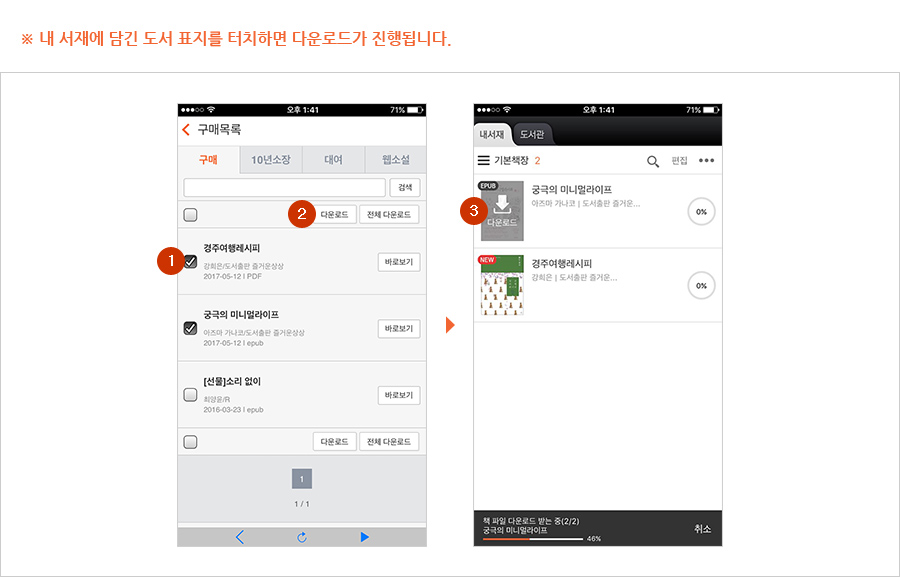 ※ 내 서재에 담긴 도서 표지를 터치하면 다운로드가 진행됩니다.
오후 1:41
71%
구매목록
구매
10년소장
대여
웹소설
검색
2
다운로드
전체 다운로드
1
경주여행레시피
강희은/도서출판 즐거운상상
2017-05-12 | PDF
바로보기
궁극의 미니멀라이프
아즈마 가나코/도서출판 즐거운상상
2017-05-12 | epub
바로보기
[선물]소리 없이
최양윤/R
2016-03-23 | epub
바로보기
다운로드
전체 다운로드
1
1 / 1
오후 1:41
71%
내서재
도서관
기본책장 2
편집
3
EPUB
다운로드
궁극의 미니멀라이프
아즈마 가나코 | 도서출판 즐거운...
0%
NEW
경주여행레시피
강희은 | 도서출판 즐거운...
0%
책 파일 다운로드 받는 중(2/2)
궁극의 미니멀라이프
46%
취소